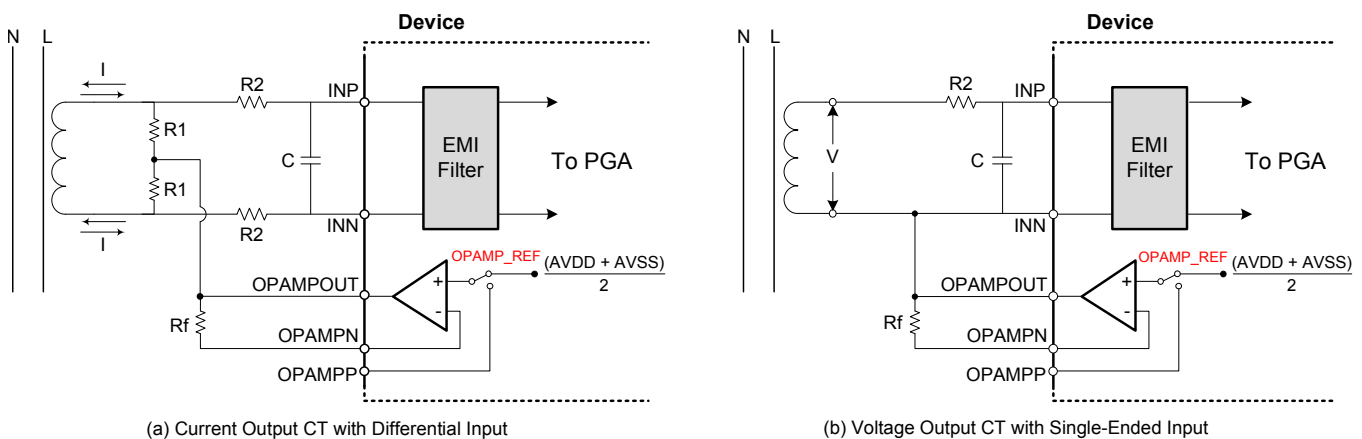 Device
N L
I
R2
INP
R1
C
EMI
Filter
To PGA
R1
I
R2
INN
OPAMP_REF
(AVDD + AVSS)
2
OPAMPOUT
+
-
Rf
OPAMPN
OPAMPP
(a) Current Output CT with Differential Input
Device
N L
R2
INP
V
C
EMI
Filter
To PGA
INN
OPAMP_REF
(AVDD + AVSS)
2
OPAMPOUT
+
-
Rf
OPAMPN
OPAMPP
(b) Voltage Output CT with Single-Ended Input